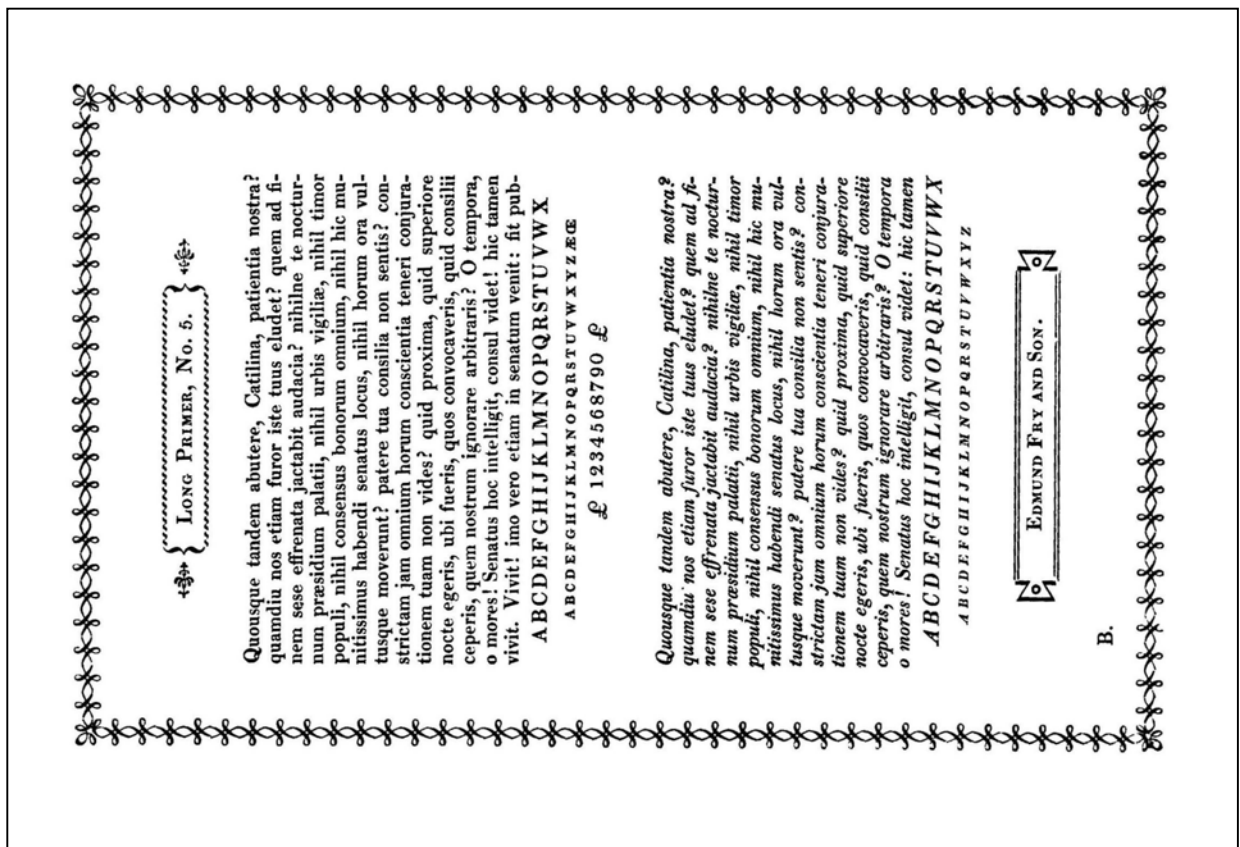 Long Primer, No. 5.
Quousque tandem abutere, Catilina, patientia nostra?
quamdiu nos etiam furor iste tuus eludet? quem ad fi-
nem sese effrenata jactabit audacia? nihilne te noctur-
num præsidium palatii, nihil urbis vigiliæ, nihil timor
populi, nihil consensus bonorum omnium, nihil hic mu-
nitissimus habendi senatus locus, nihil horum ora vul-
tusque moverunt? patere tua consilia non sentis? con-
strictam jam omnium horum conscientia teneri conjura-
tionem tuam non vides? quid proxima, quid superiore
nocte egeris, ubi fueris, quos convocaveris, quid consilii
ceperis, quem nostrum ignorare arbitraris? O tempora,
o mores! Senatus hoc intelligit, consul videt! hic tamen
vivit. Vivit! imo vero etiam in senatum venit: fit pub-
ABCDEFGHIJKLMNOPQRSTUVWX
ABCDEFGHIJKLMNOPQRSTUVWXYZÆŒ
£ 1234568790 £
Quousque tandem abutere, Catilina, patientia nostra?
quamdiu nos etiam furor iste tuus eludet? quem ad fi-
nem sese effrenata jactabit audacia? nihilne te noctur-
num præsidium palatii, nihil urbis vigiliæ, nihil timor
populi, nihil consensus bonorum omnium, nihil hic mu-
nitissimus habendi senatus locus, nihil horum ora vul-
tusque moverunt? patere tua consilia non sentis? con-
strictam jam omnium horum conscientia teneri conjura-
tionem tuam non vides? quid proxima, quid superiore
nocte egeris, ubi fueris, quos convocaveris, quid consilii
ceperis, quem nostrum ignorare arbitraris? O tempora
o mores! Senatus hoc intelligit, consul videt: hic tamen
ABCDEFGHIJKLMNOPQRSTUVWX
ABCDEFGHIJKLMNOPQRSTUVWXYZ
Edmund Fry and Son.
B.